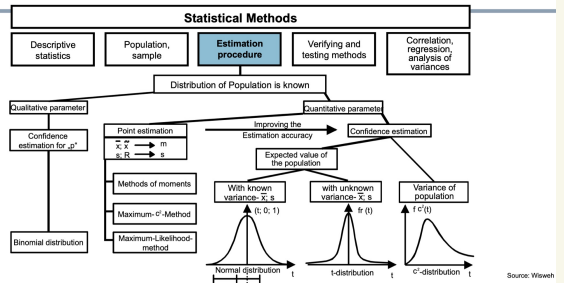 Statistical Methods
Descriptive
statistics
Population,
sample
Estimation
procedure
Verifying and
testing methods
Correlation,
regression,
analysis of
variances
Distribution of Population is known
Qualitative parameter
Quantitative parameter
Confidence
estimation for „p“
Point estimation
x̄; x̃ → m
s; R → s
Improving the
Estimation accuracy
Confidence estimation
Expected value of
the population
Methods of moments
With known
variance- x̄; s
with unknown
variance- x̄; s
Variance of
population
Maximum- c²-Method
(t; 0; 1)
fr (t)
f c²(t)
Binomial distribution
Maximum-Likelihood-
method
Normal distribution
t
t-distribution
t
c²-distribution
t
Source: Wisweh